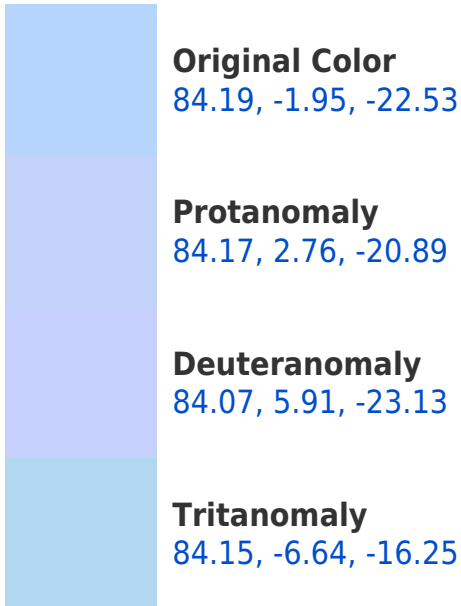 Original Color
84.19, -1.95, -22.53
Protanomaly
84.17, 2.76, -20.89
Deuteranomaly
84.07, 5.91, -23.13
Tritanomaly
84.15, -6.64, -16.25